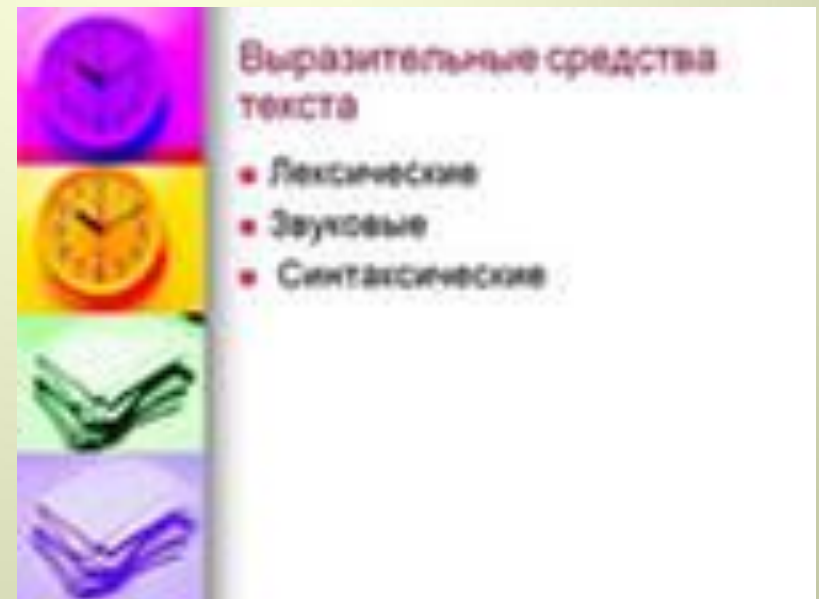 Выразительные средства
текста
Лексические
Звуковые
Синтаксические